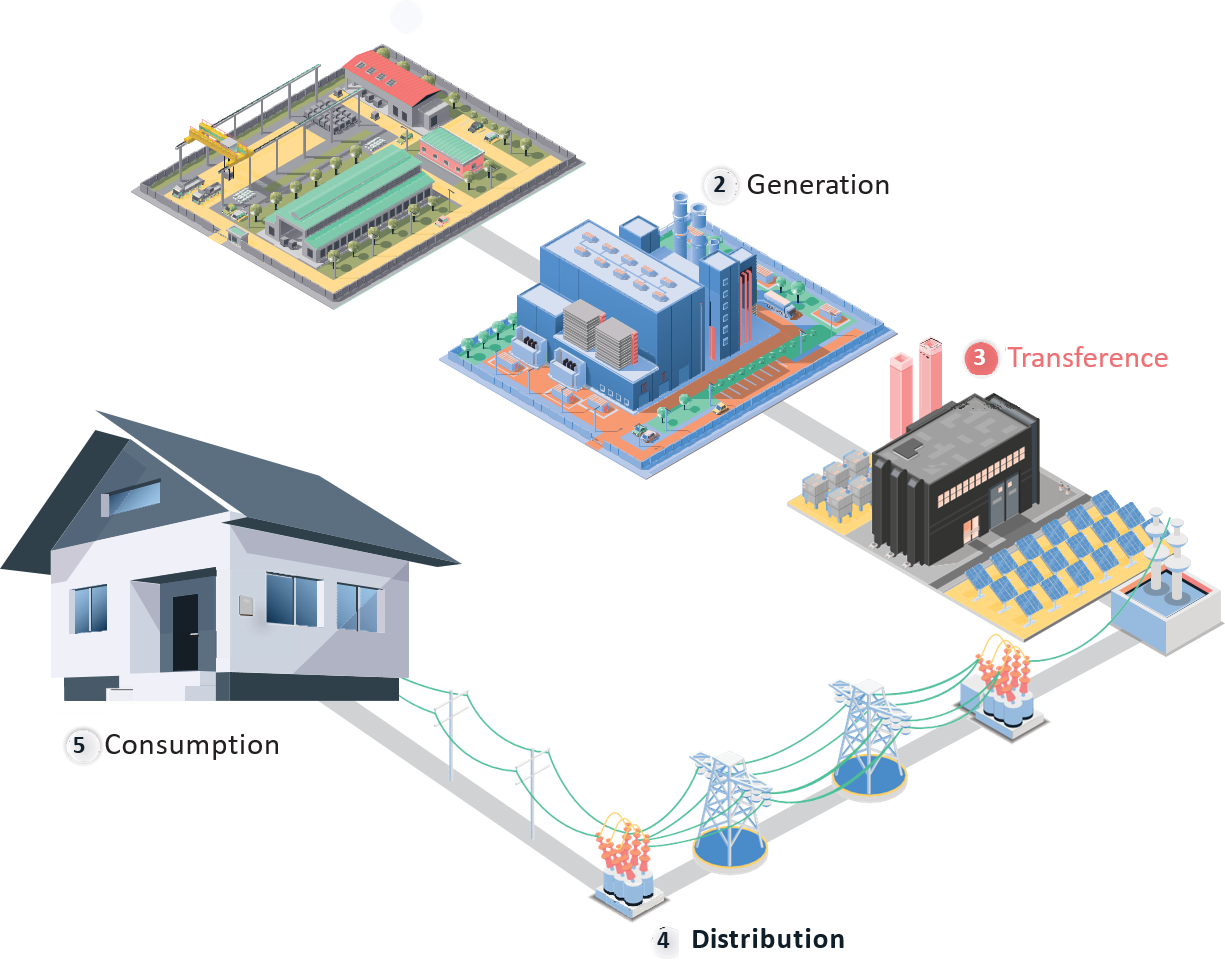 2 Generation
3 Transference
5 Consumption
4 Distribution